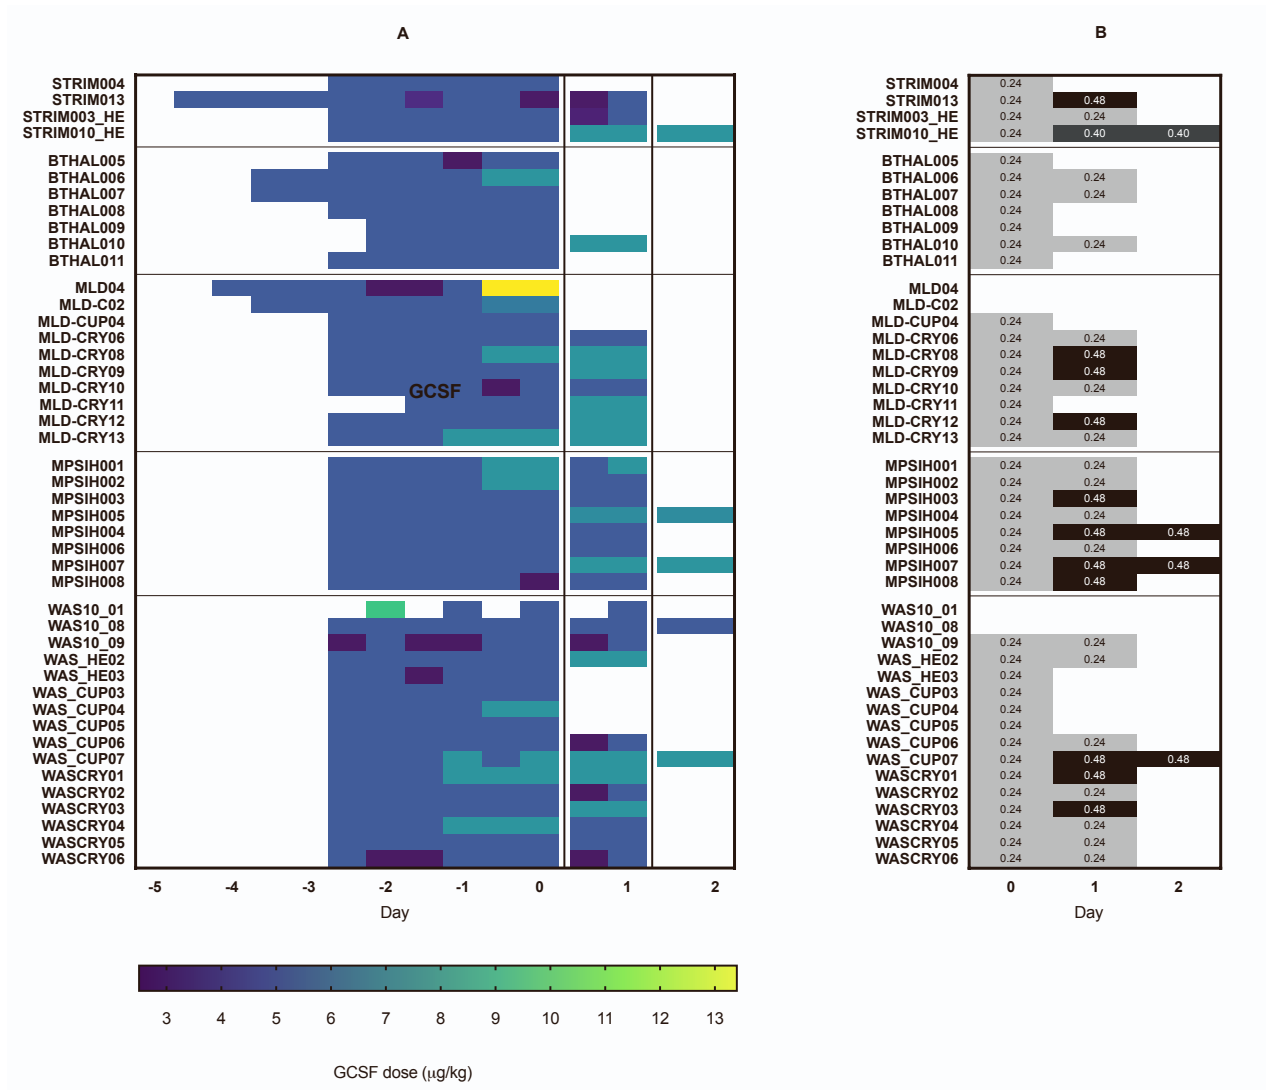 A
B
STRIM004
STRIM013
STRIM003_HE
STRIM010_HE
BTHAL005
BTHAL006
BTHAL007
BTHAL008
BTHAL009
BTHAL010
BTHAL011
MLD04
MLD-C02
MLD-CUP04
MLD-CRY06
MLD-CRY08
MLD-CRY09
MLD-CRY10
MLD-CRY11
MLD-CRY12
MLD-CRY13
MPSIH001
MPSIH002
MPSIH003
MPSIH005
MPSIH004
MPSIH006
MPSIH007
MPSIH008
WAS10_01
WAS10_08
WAS10_09
WAS_HE02
WAS_HE03
WAS_CUP03
WAS_CUP04
WAS_CUP05
WAS_CUP06
WAS_CUP07
WASCRY01
WASCRY02
WASCRY03
WASCRY04
WASCRY05
WASCRY06
GCSF
-5 -4 -3 -2 -1 0 1 2
Day
3 4 5 6 7 8 9 10 11 12 13
GCSF dose (µg/kg)
STRIM004 0.24
STRIM013 0.24 0.48
STRIM003_HE 0.24 0.24
STRIM010_HE 0.24 0.40 0.40
BTHAL005 0.24
BTHAL006 0.24 0.24
BTHAL007 0.24 0.24
BTHAL008 0.24
BTHAL009 0.24
BTHAL010 0.24 0.24
BTHAL011 0.24
MLD04
MLD-C02
MLD-CUP04 0.24
MLD-CRY06 0.24 0.24
MLD-CRY08 0.24 0.48
MLD-CRY09 0.24 0.48
MLD-CRY10 0.24 0.24
MLD-CRY11 0.24
MLD-CRY12 0.24 0.48
MLD-CRY13 0.24 0.24
MPSIH001 0.24 0.24
MPSIH002 0.24 0.24
MPSIH003 0.24 0.48
MPSIH004 0.24 0.24
MPSIH005 0.24 0.48 0.48
MPSIH006 0.24 0.24
MPSIH007 0.24 0.48 0.48
MPSIH008 0.24 0.48
WAS10_01
WAS10_08
WAS10_09 0.24 0.24
WAS_HE02 0.24 0.24
WAS_HE03 0.24
WAS_CUP03 0.24
WAS_CUP04 0.24
WAS_CUP05 0.24
WAS_CUP06 0.24 0.24
WAS_CUP07 0.24 0.48 0.48
WASCRY01 0.24 0.48
WASCRY02 0.24 0.24
WASCRY03 0.24 0.48
WASCRY04 0.24 0.24
WASCRY05 0.24 0.24
WASCRY06 0.24 0.24
0 1 2
Day